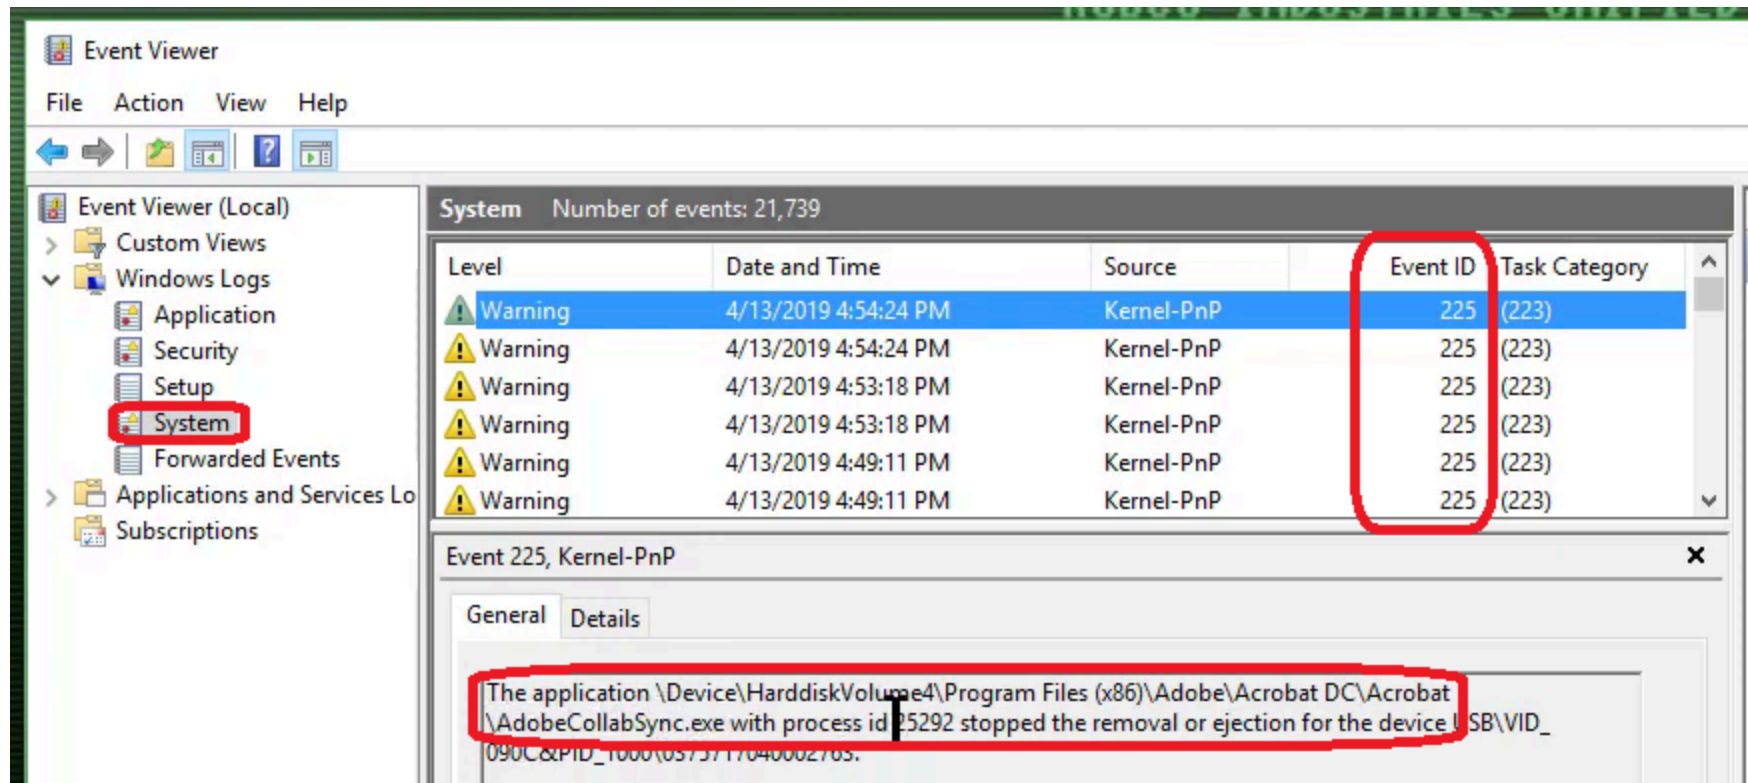 Event Viewer
File Action View Help
Event Viewer (Local)
Custom Views
Windows Logs
Application
Security
Setup
System
Forwarded Events
Applications and Services Lo
Subscriptions
System Number of events: 21,739
Level Date and Time Source Event ID Task Category
Warning 4/13/2019 4:54:24 PM Kernel-PnP 225 (223)
Warning 4/13/2019 4:54:24 PM Kernel-PnP 225 (223)
Warning 4/13/2019 4:53:18 PM Kernel-PnP 225 (223)
Warning 4/13/2019 4:53:18 PM Kernel-PnP 225 (223)
Warning 4/13/2019 4:49:11 PM Kernel-PnP 225 (223)
Warning 4/13/2019 4:49:11 PM Kernel-PnP 225 (223)
Event 225, Kernel-PnP
General Details
The application \Device\HarddiskVolume4\Program Files (x86)\Adobe\Acrobat DC\Acrobat
\AdobeCollabSync.exe with process id 25292 stopped the removal or ejection for the device USB\VID_